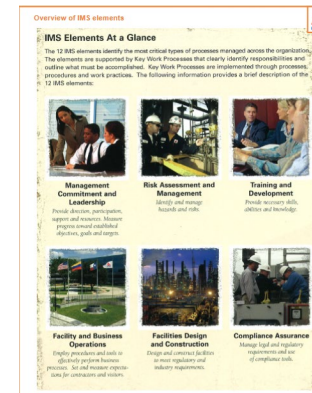 Overview of IMS elements
IMS Elements At a Glance
The 12 IMS elements identify the most critical types of processes managed across the organization.
The elements are supported by Key Work Processes that clearly identify responsibilities and
outline what must be accomplished. Key Work Processes are implemented through processes,
procedures and work practices. The following information provides a brief description of the
12 IMS elements:
Management
Commitment and
Leadership
Provide direction, participation,
support and resources. Measure
progress toward established
objectives, goals and targets.
Risk Assessment and
Management
Identify and manage
hazards and risks.
Training and
Development
Provide necessary skills,
abilities and knowledge.
Facility and Business
Operations
Employ procedures and tools to
effectively perform business
processes. Set and measure expecta-
tions for contractors and visitors.
Facilities Design
and Construction
Design and construct facilities
to meet regulatory and
industry requirements.
Compliance Assurance
Manage legal and regulatory
requirements and use
of compliance tools.